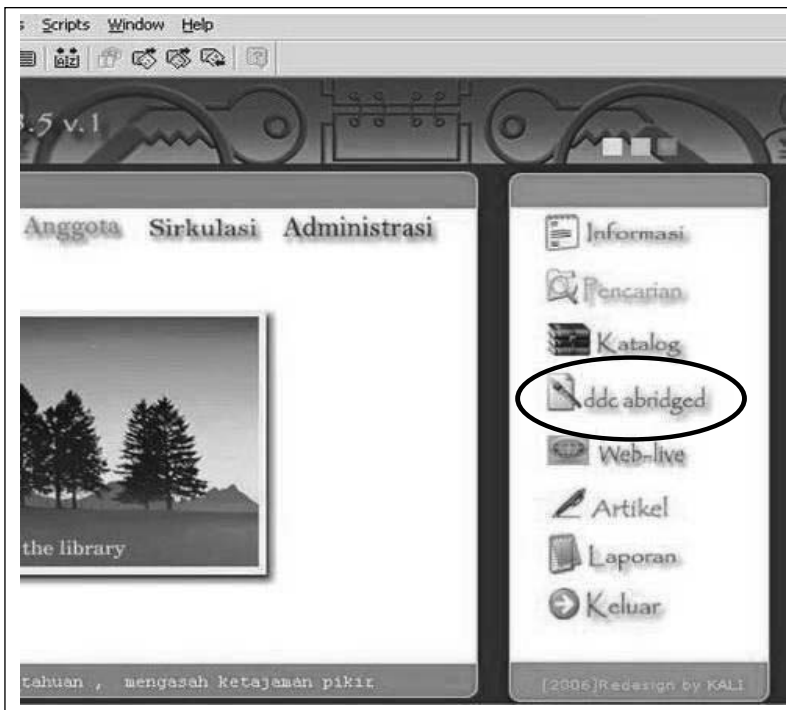 Scripts Window Help
.5 v.1
Anggota Sirkulasi Administrasi
the library
tahuan , mengasah ketajaman pikir
Informasi
Pencarian
Katalog
ddc abridged
Web-live
Artikel
Laporan
Keluar
[2006]Redesign by KALI